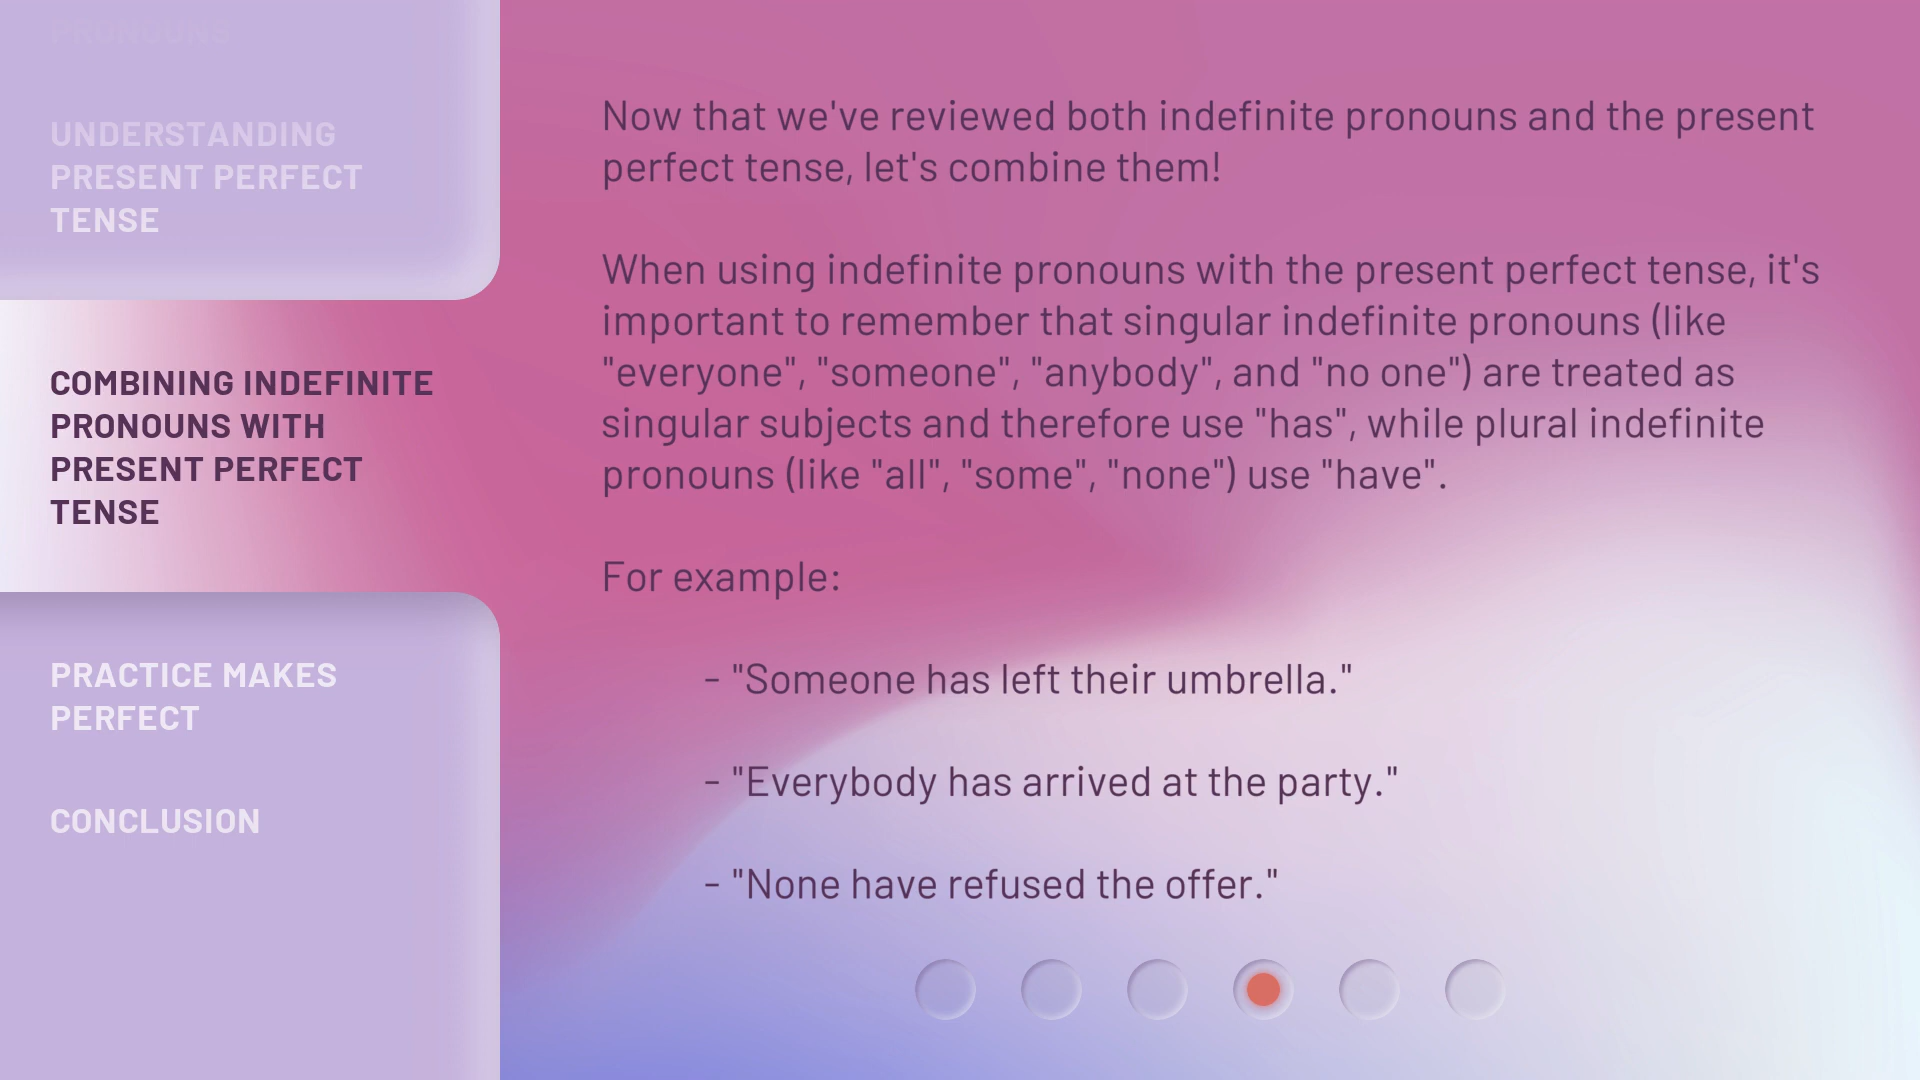 PRONOUNS
UNDERSTANDING
PRESENT PERFECT
TENSE
COMBINING INDEFINITE
PRONOUNS WITH
PRESENT PERFECT
TENSE
PRACTICE MAKES
PERFECT
CONCLUSION
Now that we've reviewed both indefinite pronouns and the present
perfect tense, let's combine them!
When using indefinite pronouns with the present perfect tense, it's
important to remember that singular indefinite pronouns (like
"everyone", "someone", "anybody", and "no one") are treated as
singular subjects and therefore use "has", while plural indefinite
pronouns (like "all", "some", "none") use "have".
For example:
- "Someone has left their umbrella."
- "Everybody has arrived at the party."
- "None have refused the offer."